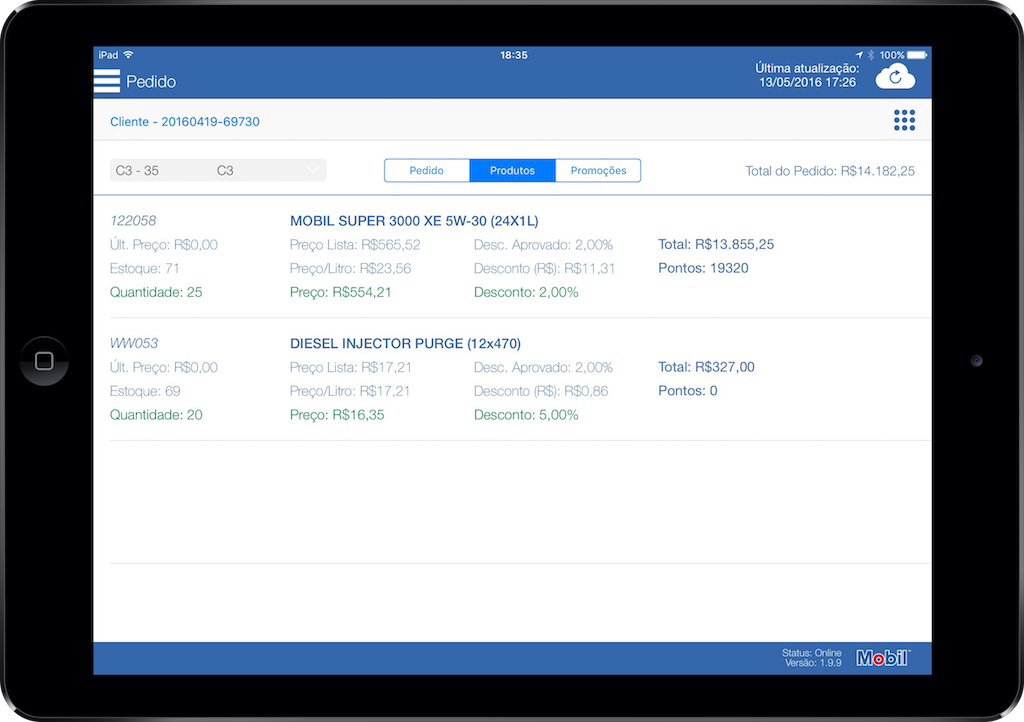 iPad 18:35 100%
Pedido
Última atualização:
13/05/2016 17:26
Cliente - 20160419-69730
C3 - 35 C3 Pedido Produtos Promoções Total do Pedido: R$14.182,25
122058 MOBIL SUPER 3000 XE 5W-30 (24X1L)
Últ. Preço: R$0,00 Preço Lista: R$565,52 Desc. Aprovado: 2,00% Total: R$13.855,25
Estoque: 71 Preço/Litro: R$23,56 Desconto (R$): R$11,31 Pontos: 19320
Quantidade: 25 Preço: R$554,21 Desconto: 2,00%
WW053 DIESEL INJECTOR PURGE (12x470)
Últ. Preço: R$0,00 Preço Lista: R$17,21 Desc. Aprovado: 2,00% Total: R$327,00
Estoque: 69 Preço/Litro: R$17,21 Desconto (R$): R$0,86 Pontos: 0
Quantidade: 20 Preço: R$16,35 Desconto: 5,00%
Status: Online
Versão: 1.9.9
Mobil